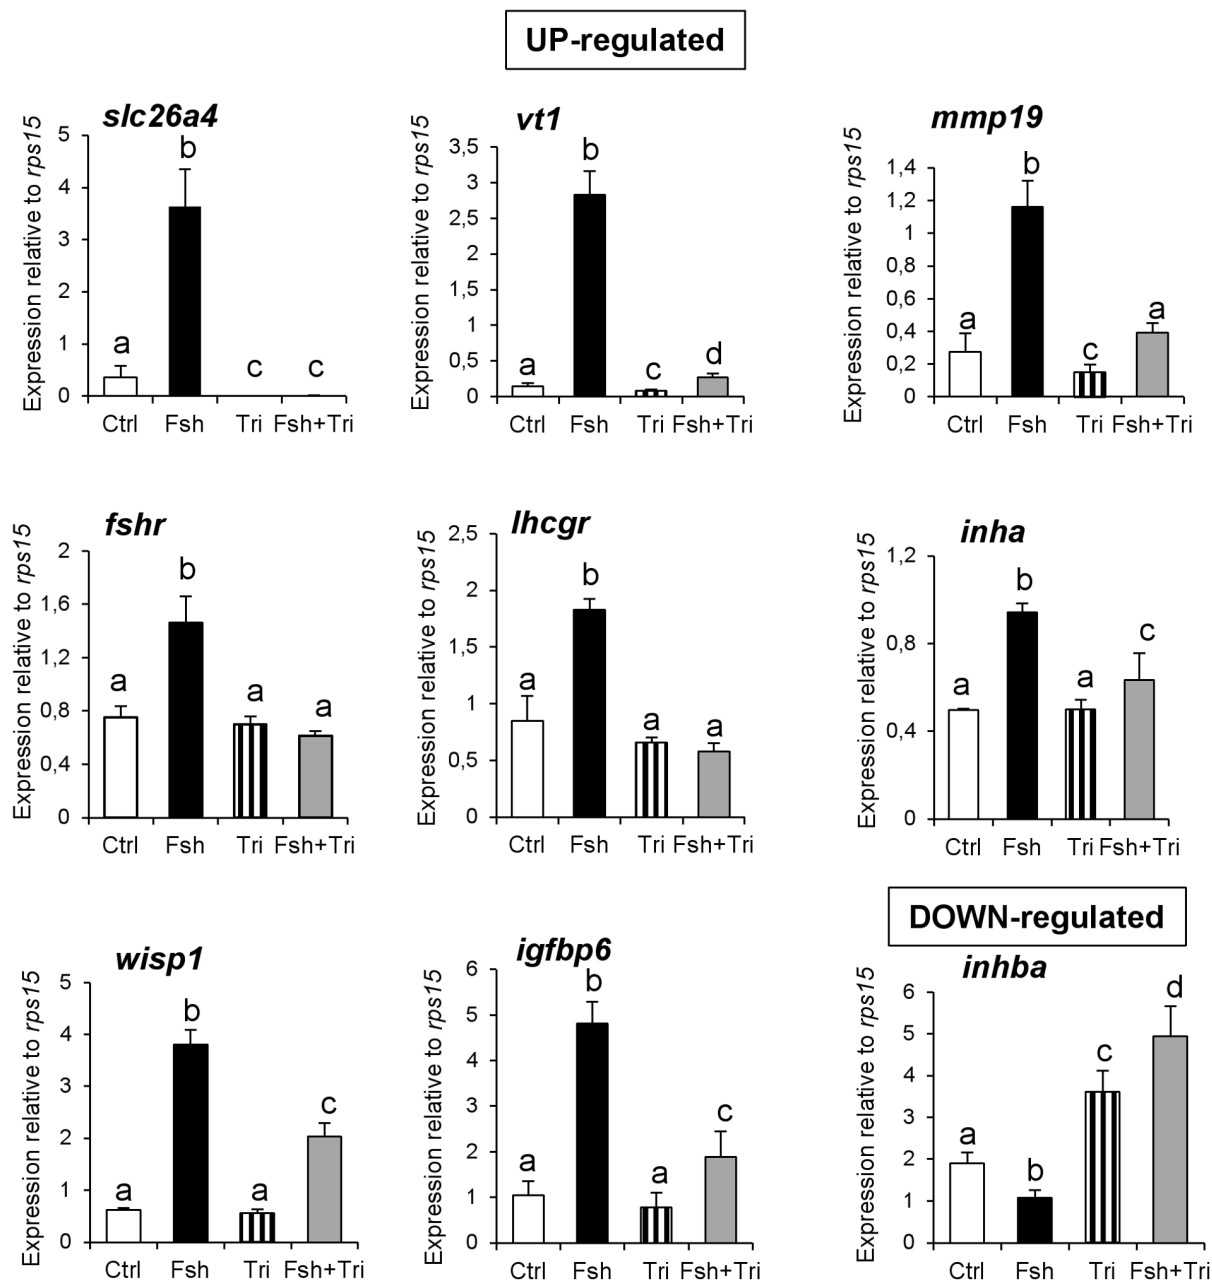 UP-regulated
slc26a4
Expression relative to rps15
5
4
3
2
1
0
a
b
c
c
Ctrl Fsh Tri Fsh+Tri
vt1
Expression relative to rps15
3,5
3
2,5
2
1,5
1
0,5
0
a
b
c
d
Ctrl Fsh Tri Fsh+Tri
mmp19
Expression relative to rps15
1,4
1,2
1
0,8
0,6
0,4
0,2
0
a
b
c
a
Ctrl Fsh Tri Fsh+Tri
fshr
Expression relative to rps15
2
1,6
1,2
0,8
0,4
0
a
b
a
a
Ctrl Fsh Tri Fsh+Tri
lhcgr
Expression relative to rps15
2,5
2
1,5
1
0,5
0
a
b
a
a
Ctrl Fsh Tri Fsh+Tri
inha
Expression relative to rps15
1,2
0,8
0,4
0
a
b
a
c
Ctrl Fsh Tri Fsh+Tri
wisp1
Expression relative to rps15
5
4
3
2
1
0
a
b
a
c
Ctrl Fsh Tri Fsh+Tri
igfbp6
Expression relative to rps15
6
5
4
3
2
1
0
a
b
a
c
Ctrl Fsh Tri Fsh+Tri
DOWN-regulated
inhba
Expression relative to rps15
6
5
4
3
2
1
0
a
b
c
d
Ctrl Fsh Tri Fsh+Tri